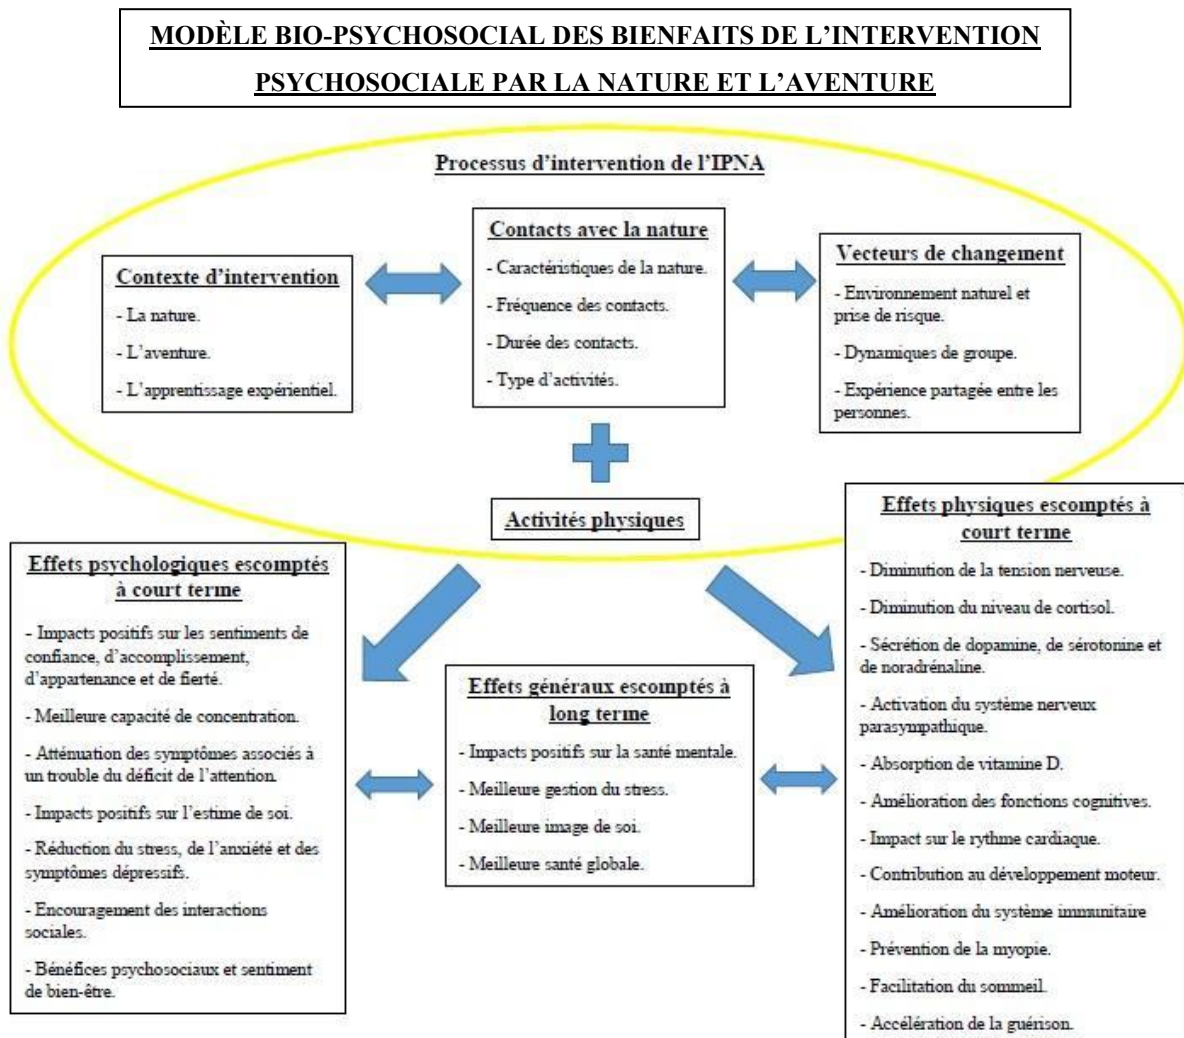 MODÈLE BIO-PSYCHOSOCIAL DES BIENFAITS DE L’INTERVENTION
PSYCHOSOCIALE PAR LA NATURE ET L’AVENTURE
Processus d’intervention de l’IPNA
Contexte d’intervention
- La nature.
- L’aventure.
- L’apprentissage expérientiel.
Contacts avec la nature
- Caractéristiques de la nature.
- Fréquence des contacts.
- Durée des contacts.
- Type d’activités.
Vecteurs de changement
- Environnement naturel et
prise de risque.
- Dynamiques de groupe.
- Expérience partagée entre les
personnes.
Activités physiques
Effets psychologiques escomptés
à court terme
- Impacts positifs sur les sentiments de
confiance, d’accomplissement,
d’appartenance et de fierté.
- Meilleure capacité de concentration.
- Atténuation des symptômes associés à
un trouble du déficit de l’attention.
- Impacts positifs sur l’estime de soi.
- Réduction du stress, de l’anxiété et des
symptômes dépressifs.
- Encouragement des interactions
sociales.
- Bénéfices psychosociaux et sentiment
de bien-être.
Effets généraux escomptés à
long terme
- Impacts positifs sur la santé mentale.
- Meilleure gestion du stress.
- Meilleure image de soi.
- Meilleure santé globale.
Effets physiques escomptés à
court terme
- Diminution de la tension nerveuse.
- Diminution du niveau de cortisol.
- Sécrétion de dopamine, de sérotonine et
de noradrénaline.
- Activation du système nerveux
parasympathique.
- Absorption de vitamine D.
- Amélioration des fonctions cognitives.
- Impact sur le rythme cardiaque.
- Contribution au développement moteur.
- Amélioration du système immunitaire
- Prévention de la myopie.
- Facilitation du sommeil.
- Accélération de la guérison.